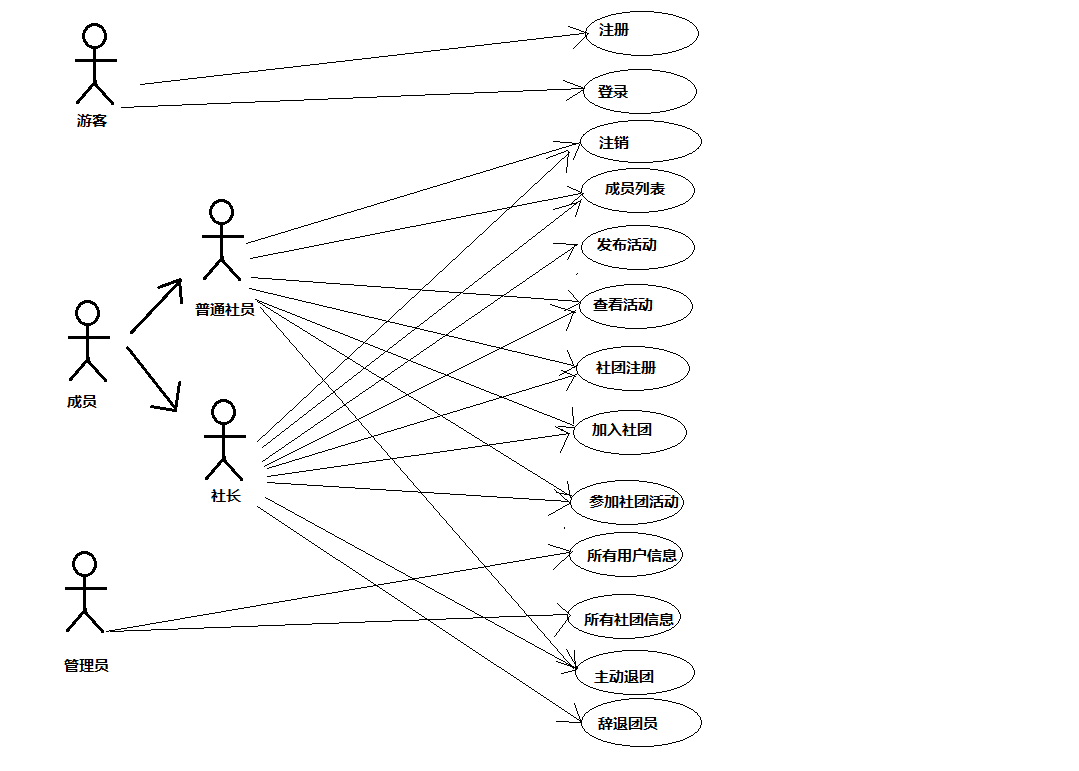 游客
普通社员
成员
社长
管理员
注册
登录
注销
成员列表
发布活动
查看活动
社团注册
加入社团
参加社团活动
所有用户信息
所有社团信息
主动退团
辞退团员